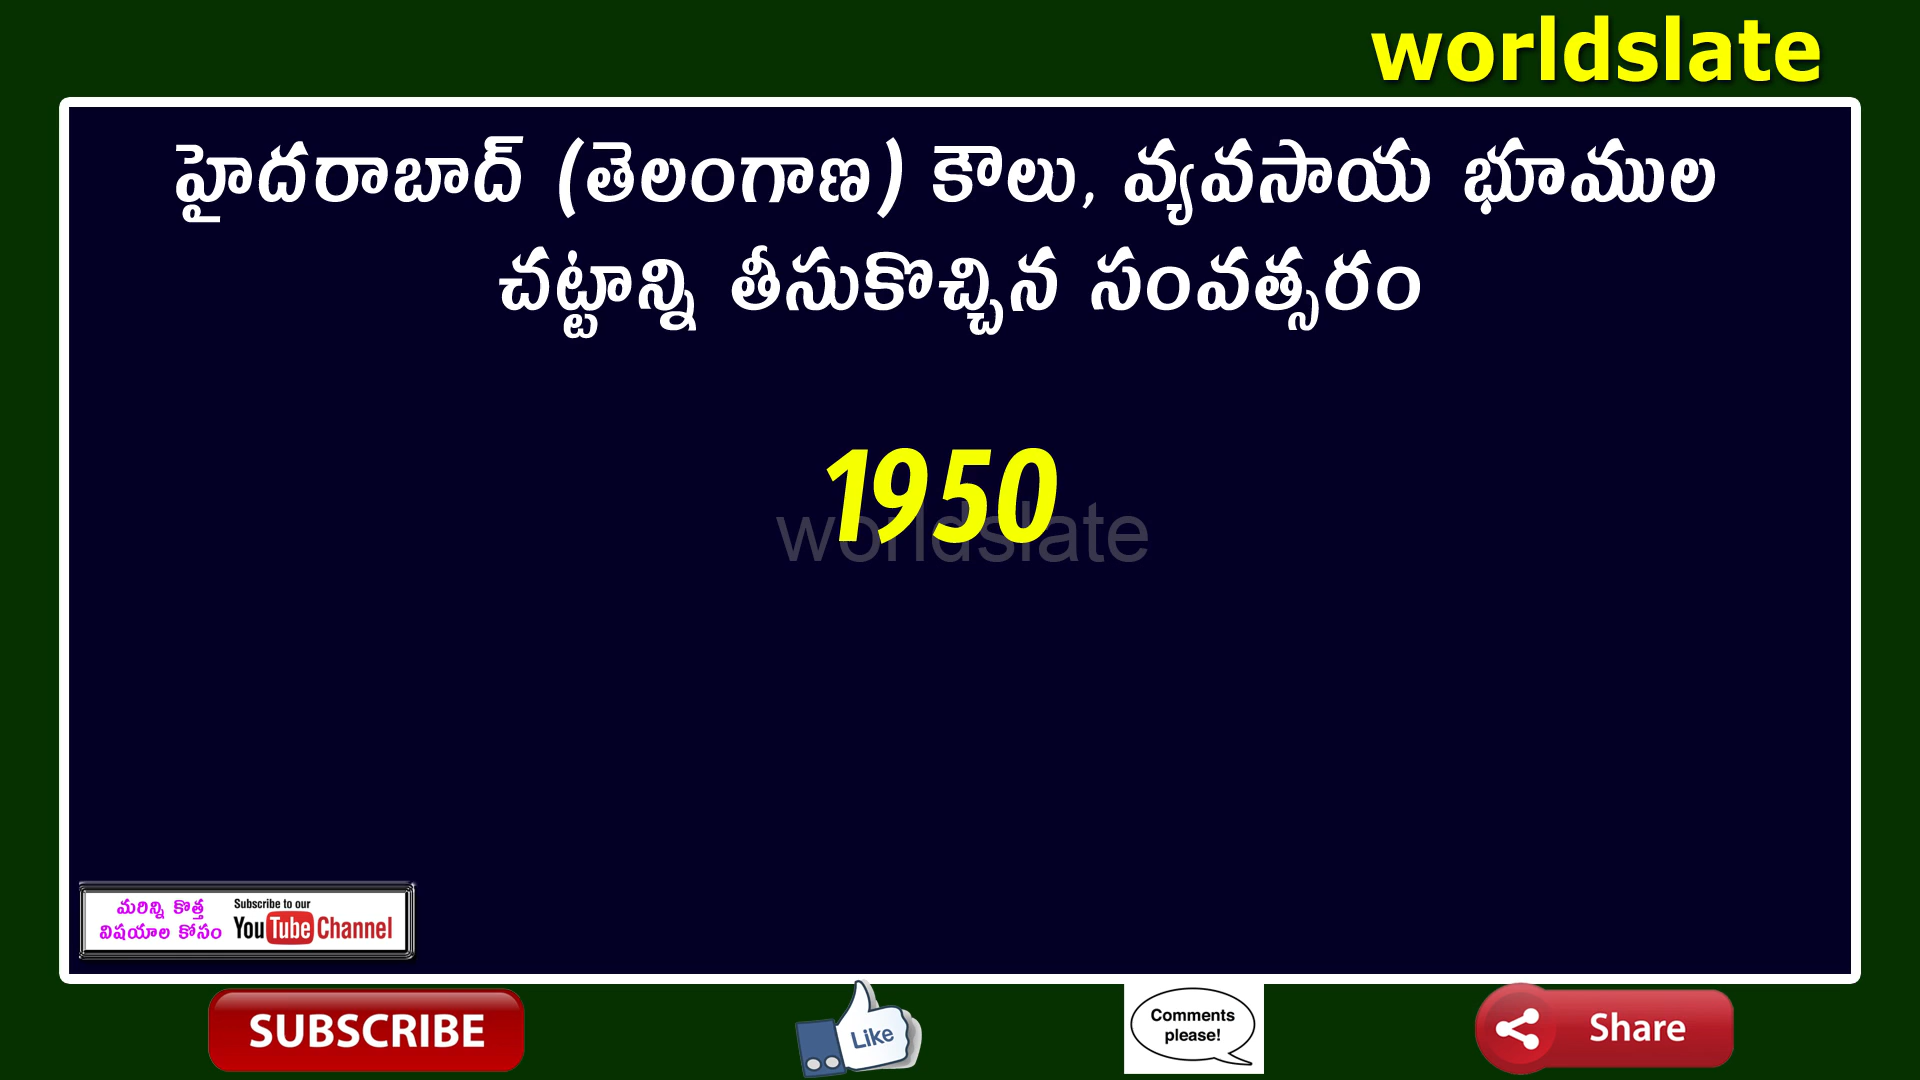 worldslate
హైదరాబాద్ (తెలంగాణ) కౌలు, వ్యవసాయ భూముల
చట్టాన్ని తీసుకొచ్చిన సంవత్సరం
1950
worldslate
మరిన్ని కొత్త
విషయాల కోసం
Subscribe to our
YouTube Channel
SUBSCRIBE
Like
Comments
please!
Share